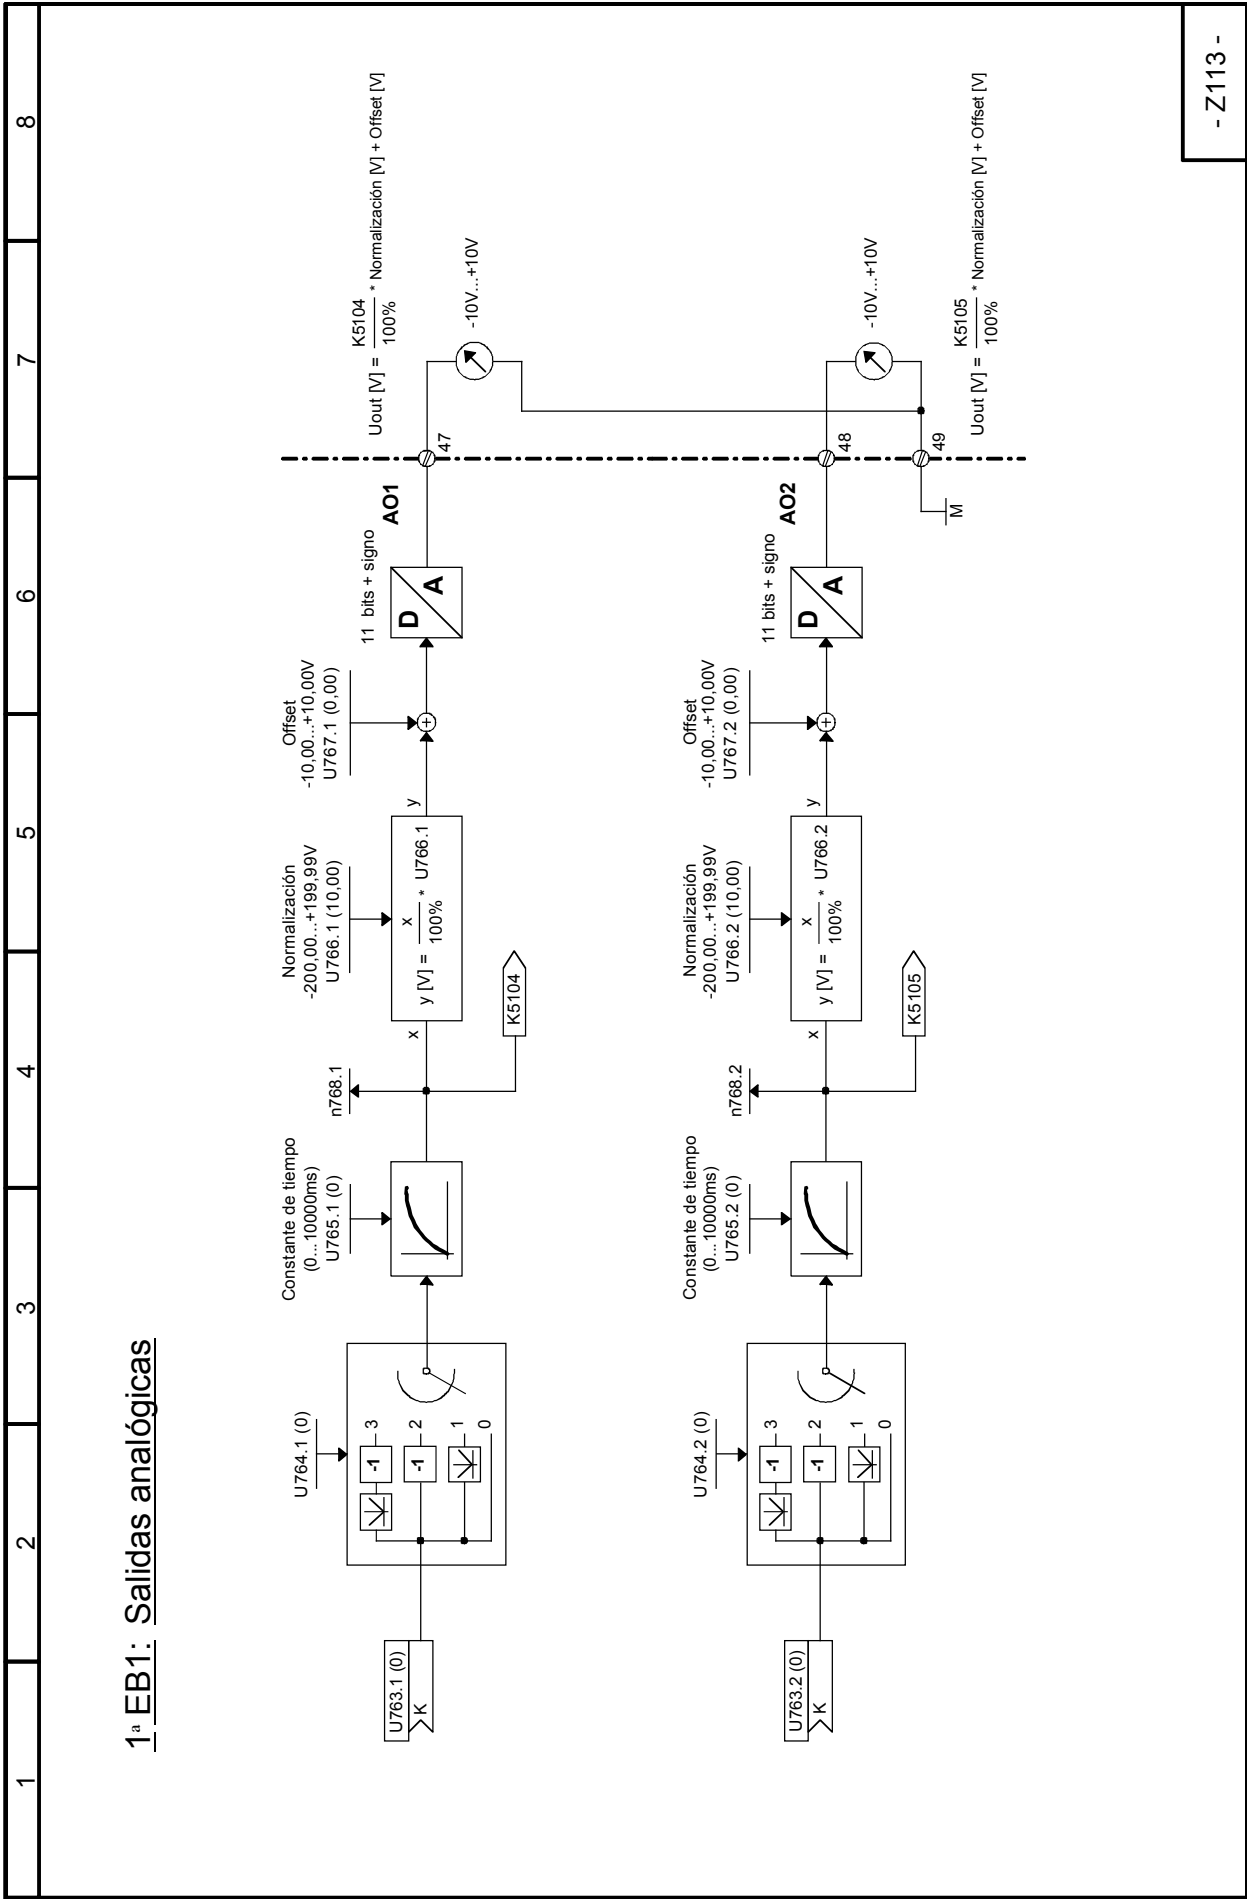 1 2 3 4 5 6 7 8
1ª EB1: Salidas analógicas
U763.1 (0)
K
U764.1 (0)
-1
3
-1
2
1
0
Constante de tiempo
(0...10000ms)
U765.1 (0)
n768.1
K5104
Normalización
-200,00...+199,99V
U766.1 (10,00)
x
y [V] = x / 100% * U766.1
y
Offset
-10,00...+10,00V
U767.1 (0,00)
+
11 bits + signo
D
A
AO1
47
Uout [V] = K5104 / 100% * Normalización [V] + Offset [V]
-10V...+10V
U763.2 (0)
K
U764.2 (0)
-1
3
-1
2
1
0
Constante de tiempo
(0...10000ms)
U765.2 (0)
n768.2
K5105
Normalización
-200,00...+199,99V
U766.2 (10,00)
x
y [V] = x / 100% * U766.2
y
Offset
-10,00...+10,00V
U767.2 (0,00)
+
11 bits + signo
D
A
AO2
48
-10V...+10V
49
M
Uout [V] = K5105 / 100% * Normalización [V] + Offset [V]
- Z113 -